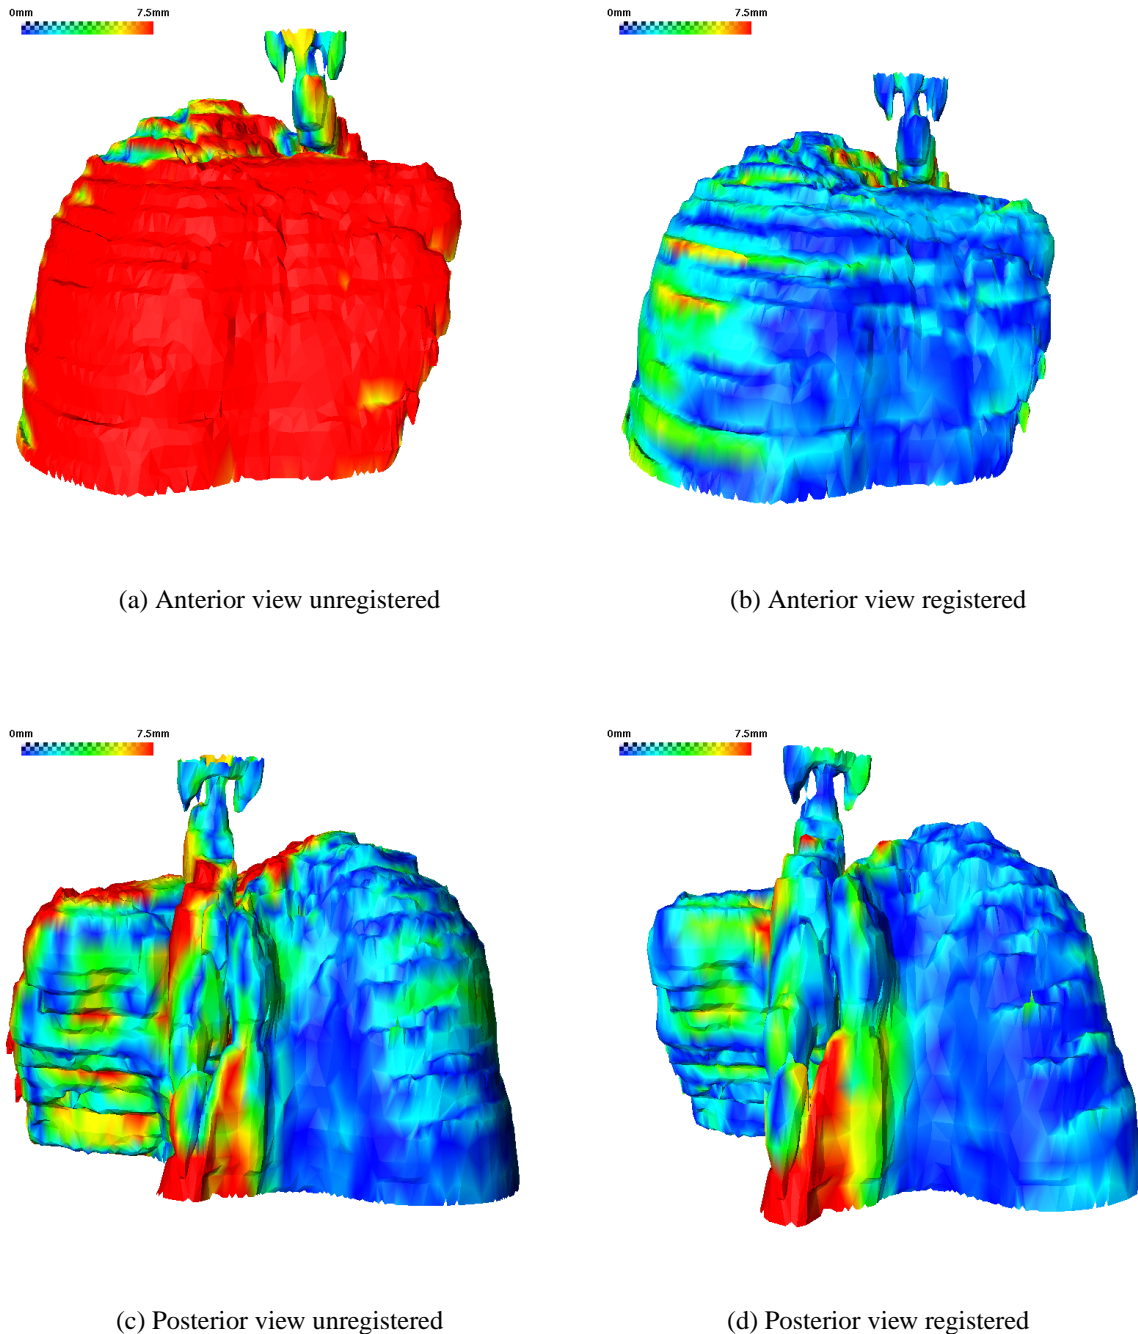 0mm 7.5mm
0mm 7.5mm
(a) Anterior view unregistered
(b) Anterior view registered
0mm 7.5mm
0mm 7.5mm
(c) Posterior view unregistered
(d) Posterior view registered